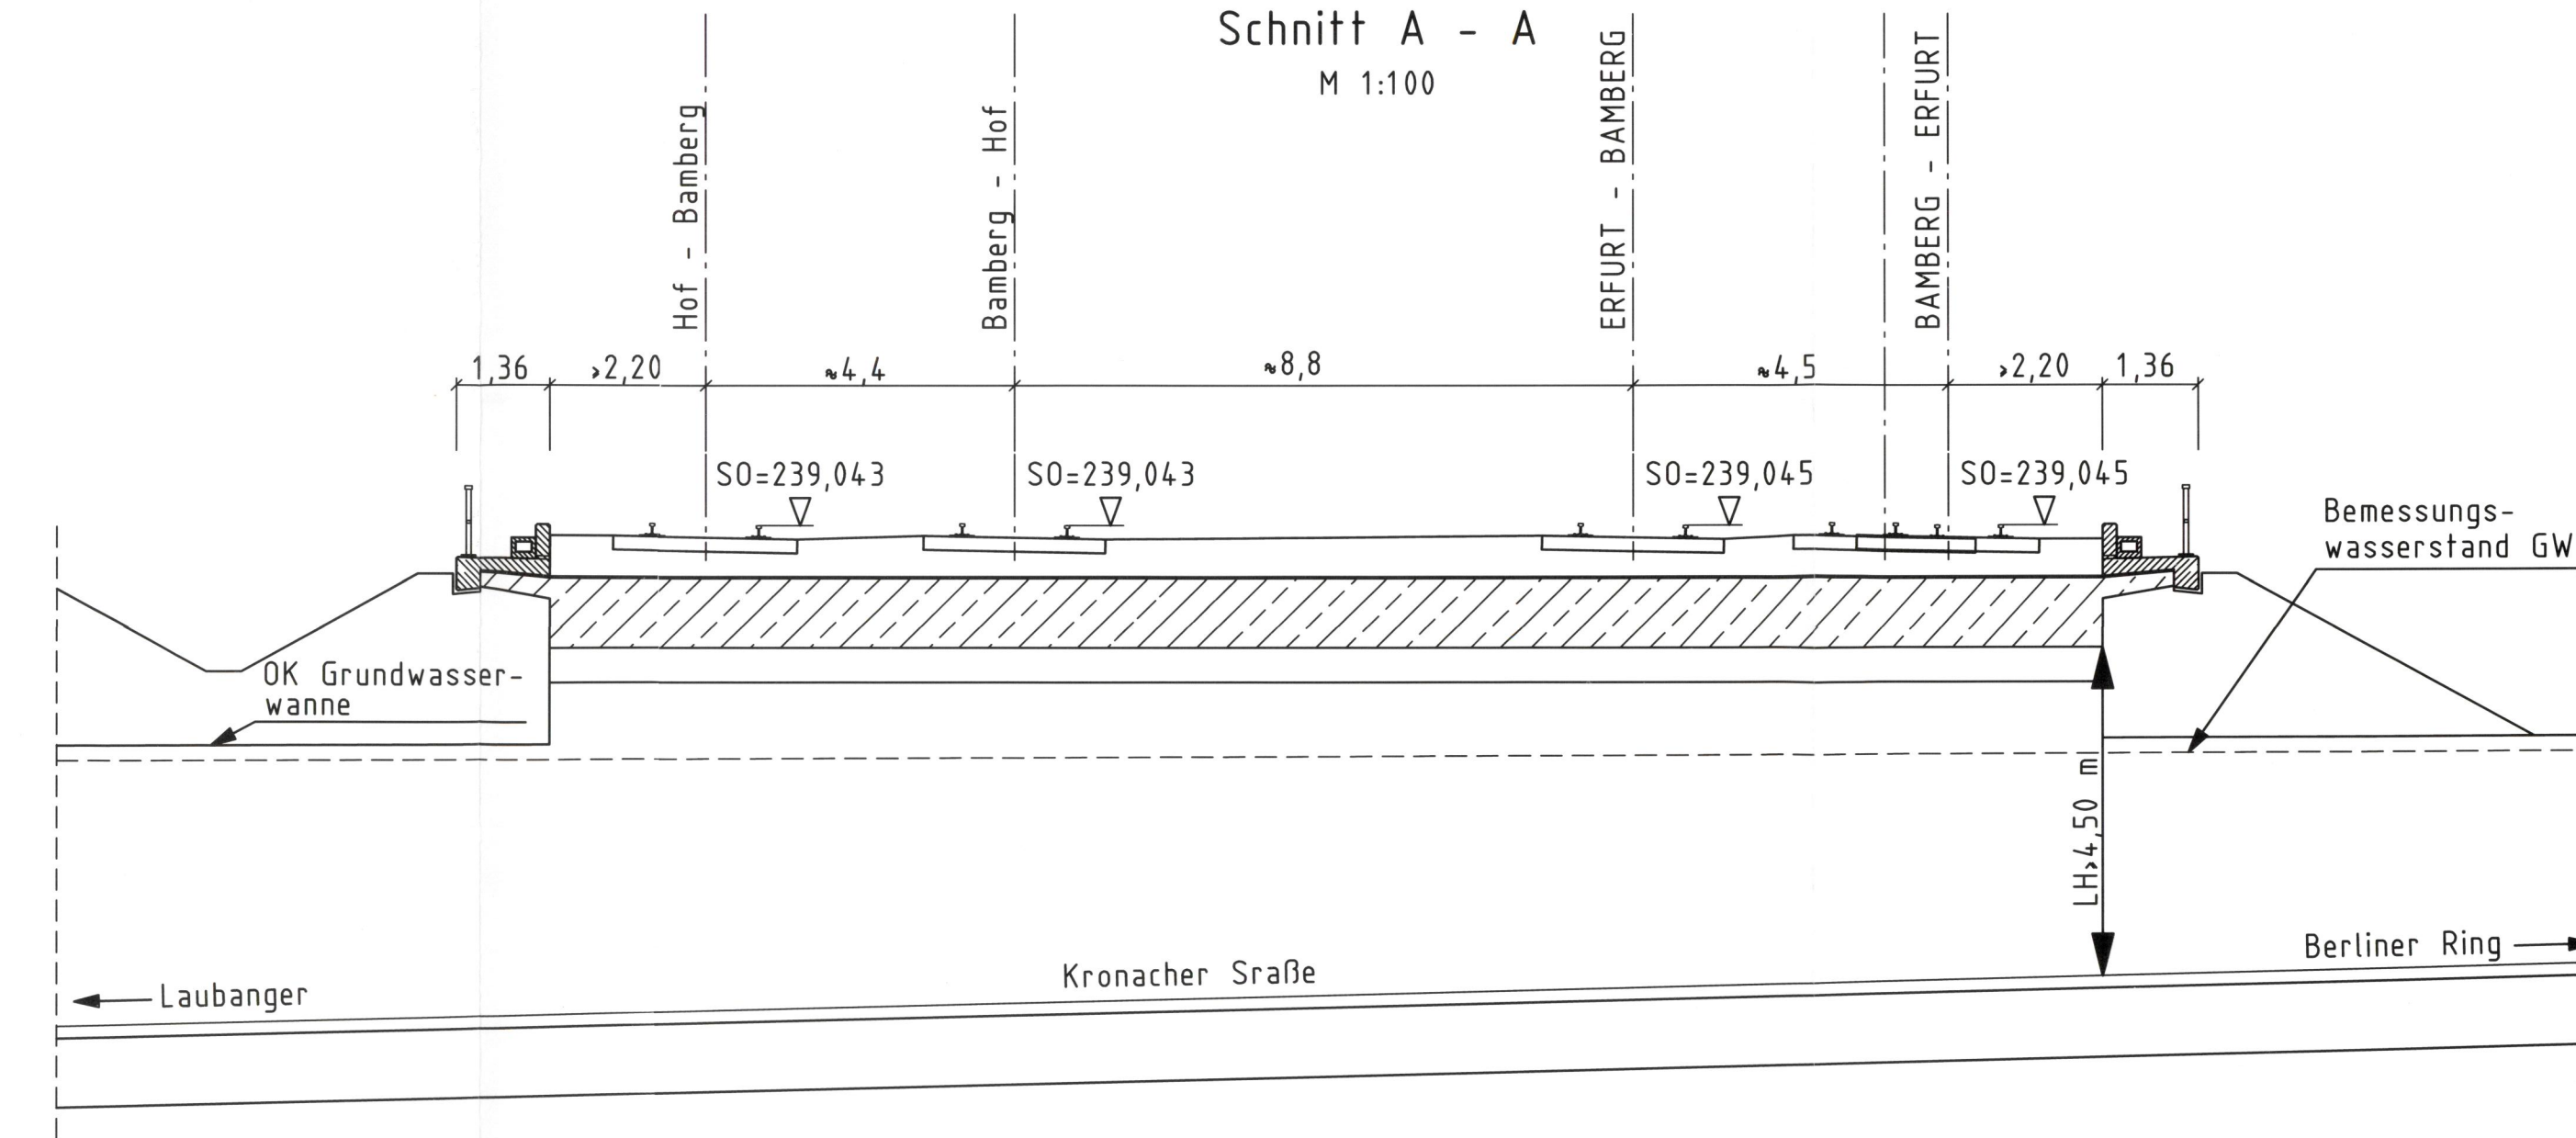 Schnitt A - A
M 1:100
Hof - Bamberg
Bamberg - Hof
ERFURT - BAMBERG
BAMBERG - ERFURT
1,36
>2,20
≈4,4
≈8,8
≈4,5
>2,20
1,36
SO=239,043
SO=239,043
SO=239,045
SO=239,045
Bemessungs-
wasserstand GW
OK Grundwasser-
wanne
LH>4,50 m
Laubanger
Kronacher Sraße
Berliner Ring